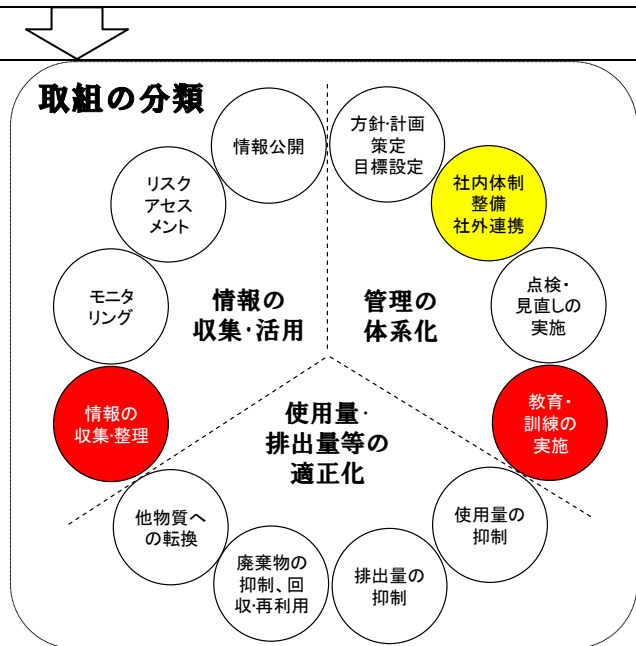 取組の分類
情報公開
方針･計画
策定
目標設定
リスク
アセス
メント
社内体制
整備
社外連携
モニタ
リング
情報の
収集･活用
管理の
体系化
点検・
見直しの
実施
情報の
収集･整理
使用量･
排出量等の
適正化
教育・
訓練の
実施
他物質へ
の転換
廃棄物の
抑制、回
収･再利用
排出量の
抑制
使用量の
抑制